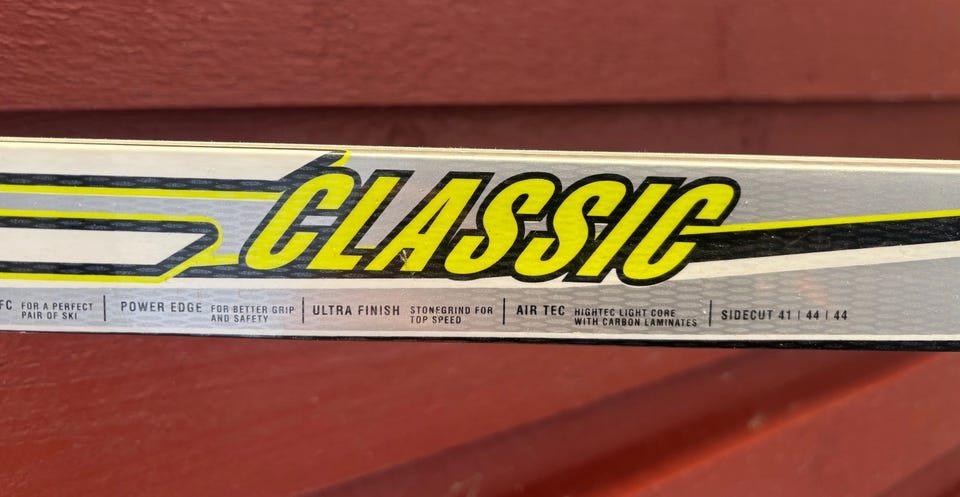 CLASSIC
FC FOR A PERFECT
PAIR OF SKI
POWER EDGE FOR BETTER GRIP
AND SAFETY
ULTRA FINISH STONEGRIND FOR
TOP SPEED
AIR TEC HIGHTEC LIGHT CORE
WITH CARBON LAMINATES
SIDECUT 41 | 44 | 44